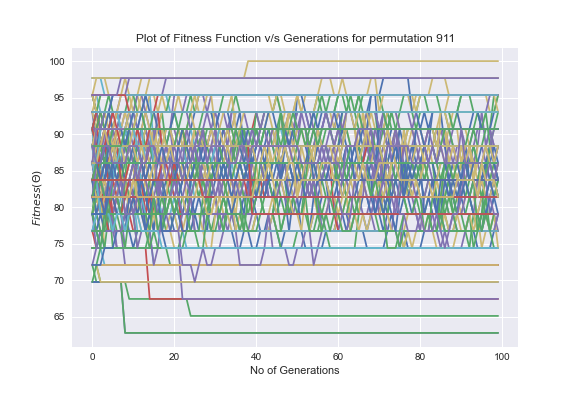 Plot of Fitness Function v/s Generations for permutation 911
100
95
90
85
80
75
70
65
Fitness(Θ)
0 20 40 60 80 100
No of Generations